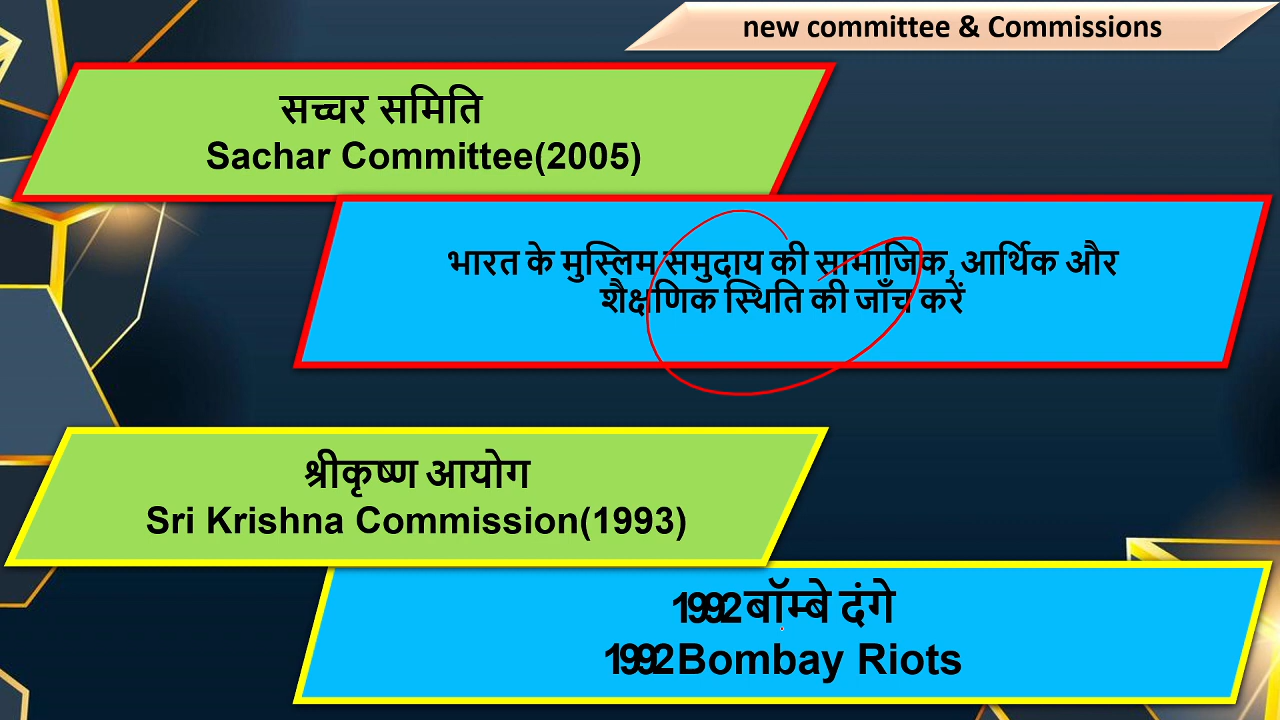 new committee & Commissions
सच्चर समिति
Sachar Committee(2005)
भारत के मुस्लिम समुदाय की सामाजिक, आर्थिक और
शैक्षणिक स्थिति की जाँच करें
श्रीकृष्ण आयोग
Sri Krishna Commission(1993)
1992 बॉम्बे दंगे
1992 Bombay Riots